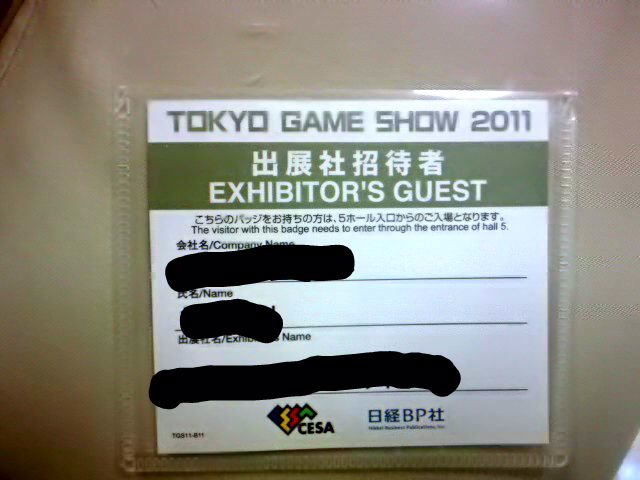 TOKYO GAME SHOW 2011
出展社招待者
EXHIBITOR'S GUEST
こちらのバッジをお持ちの方は、5ホール入口からのご入場となります。
The visitor with this badge needs to enter through the entrance of hall 5.
会社名/Company Name
氏名/Name
出展社名/Exhib s Name
CESA
日経BP社
Nikkei Business Publications, Inc.
TGS11-B11